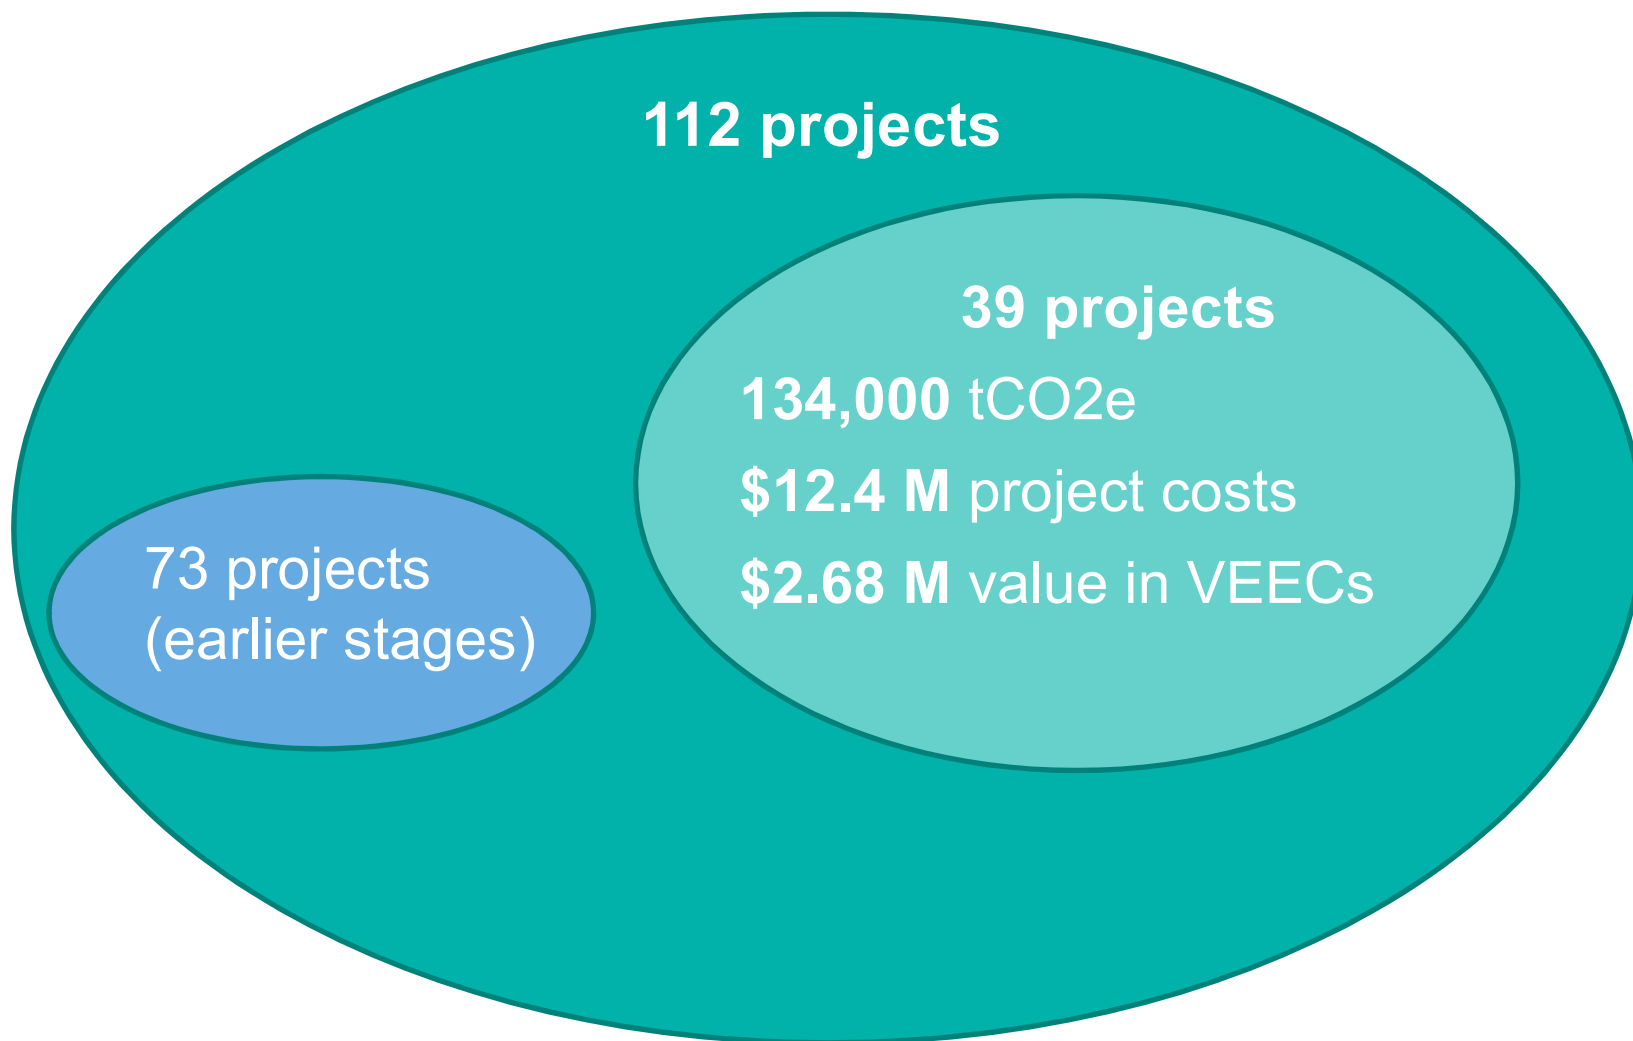 112 projects
39 projects
134,000 tCO2e
$12.4 M project costs
$2.68 M value in VEECs
73 projects
(earlier stages)